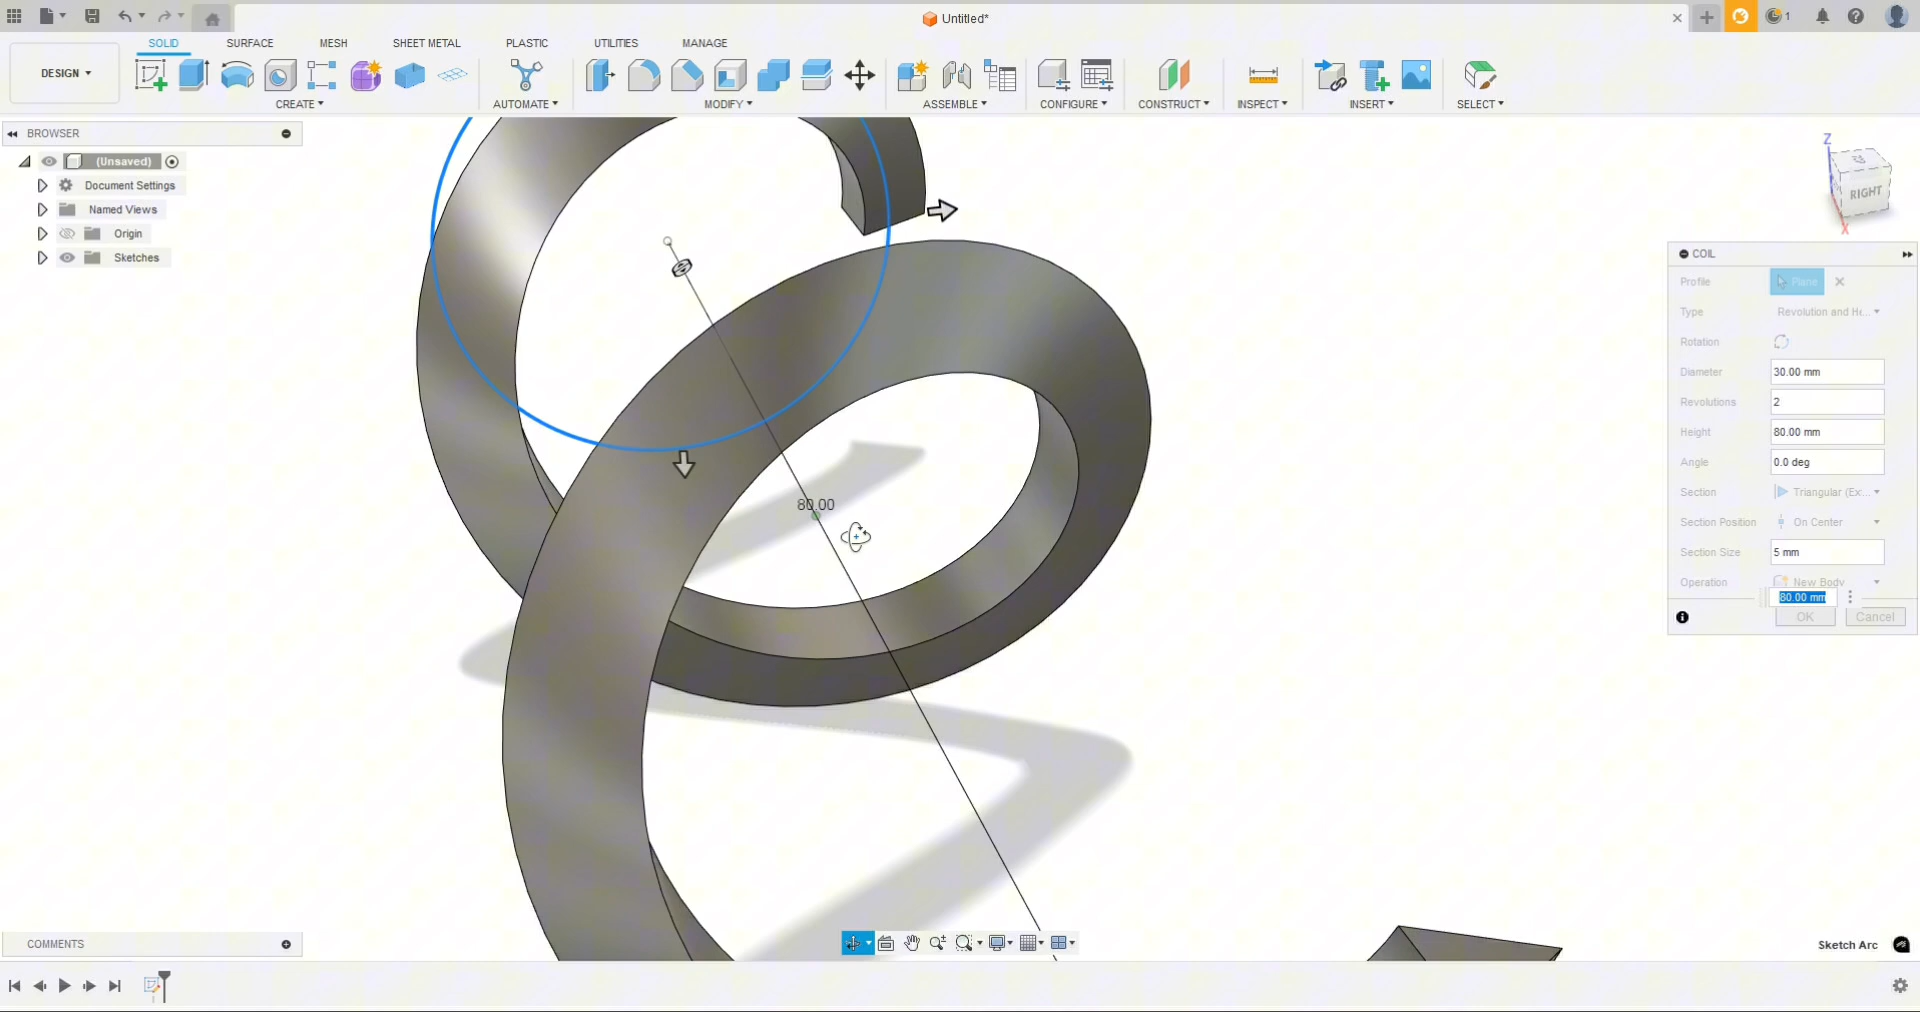 Untitled*
1
SOLID SURFACE MESH SHEET METAL PLASTIC UTILITIES MANAGE
DESIGN
CREATE AUTOMATE MODIFY ASSEMBLE CONFIGURE CONSTRUCT INSPECT INSERT SELECT
BROWSER
(Unsaved)
Document Settings
Named Views
Origin
Sketches
Z
RIGHT
X
COIL
Profile Plane
Type Revolution and He...
Rotation
Diameter 30.00 mm
Revolutions 2
Height 80.00 mm
Angle 0.0 deg
Section Triangular (Ex...
Section Position On Center
Section Size 5 mm
Operation New Body
80.00 mm
OK Cancel
80.00
COMMENTS
Sketch Arc